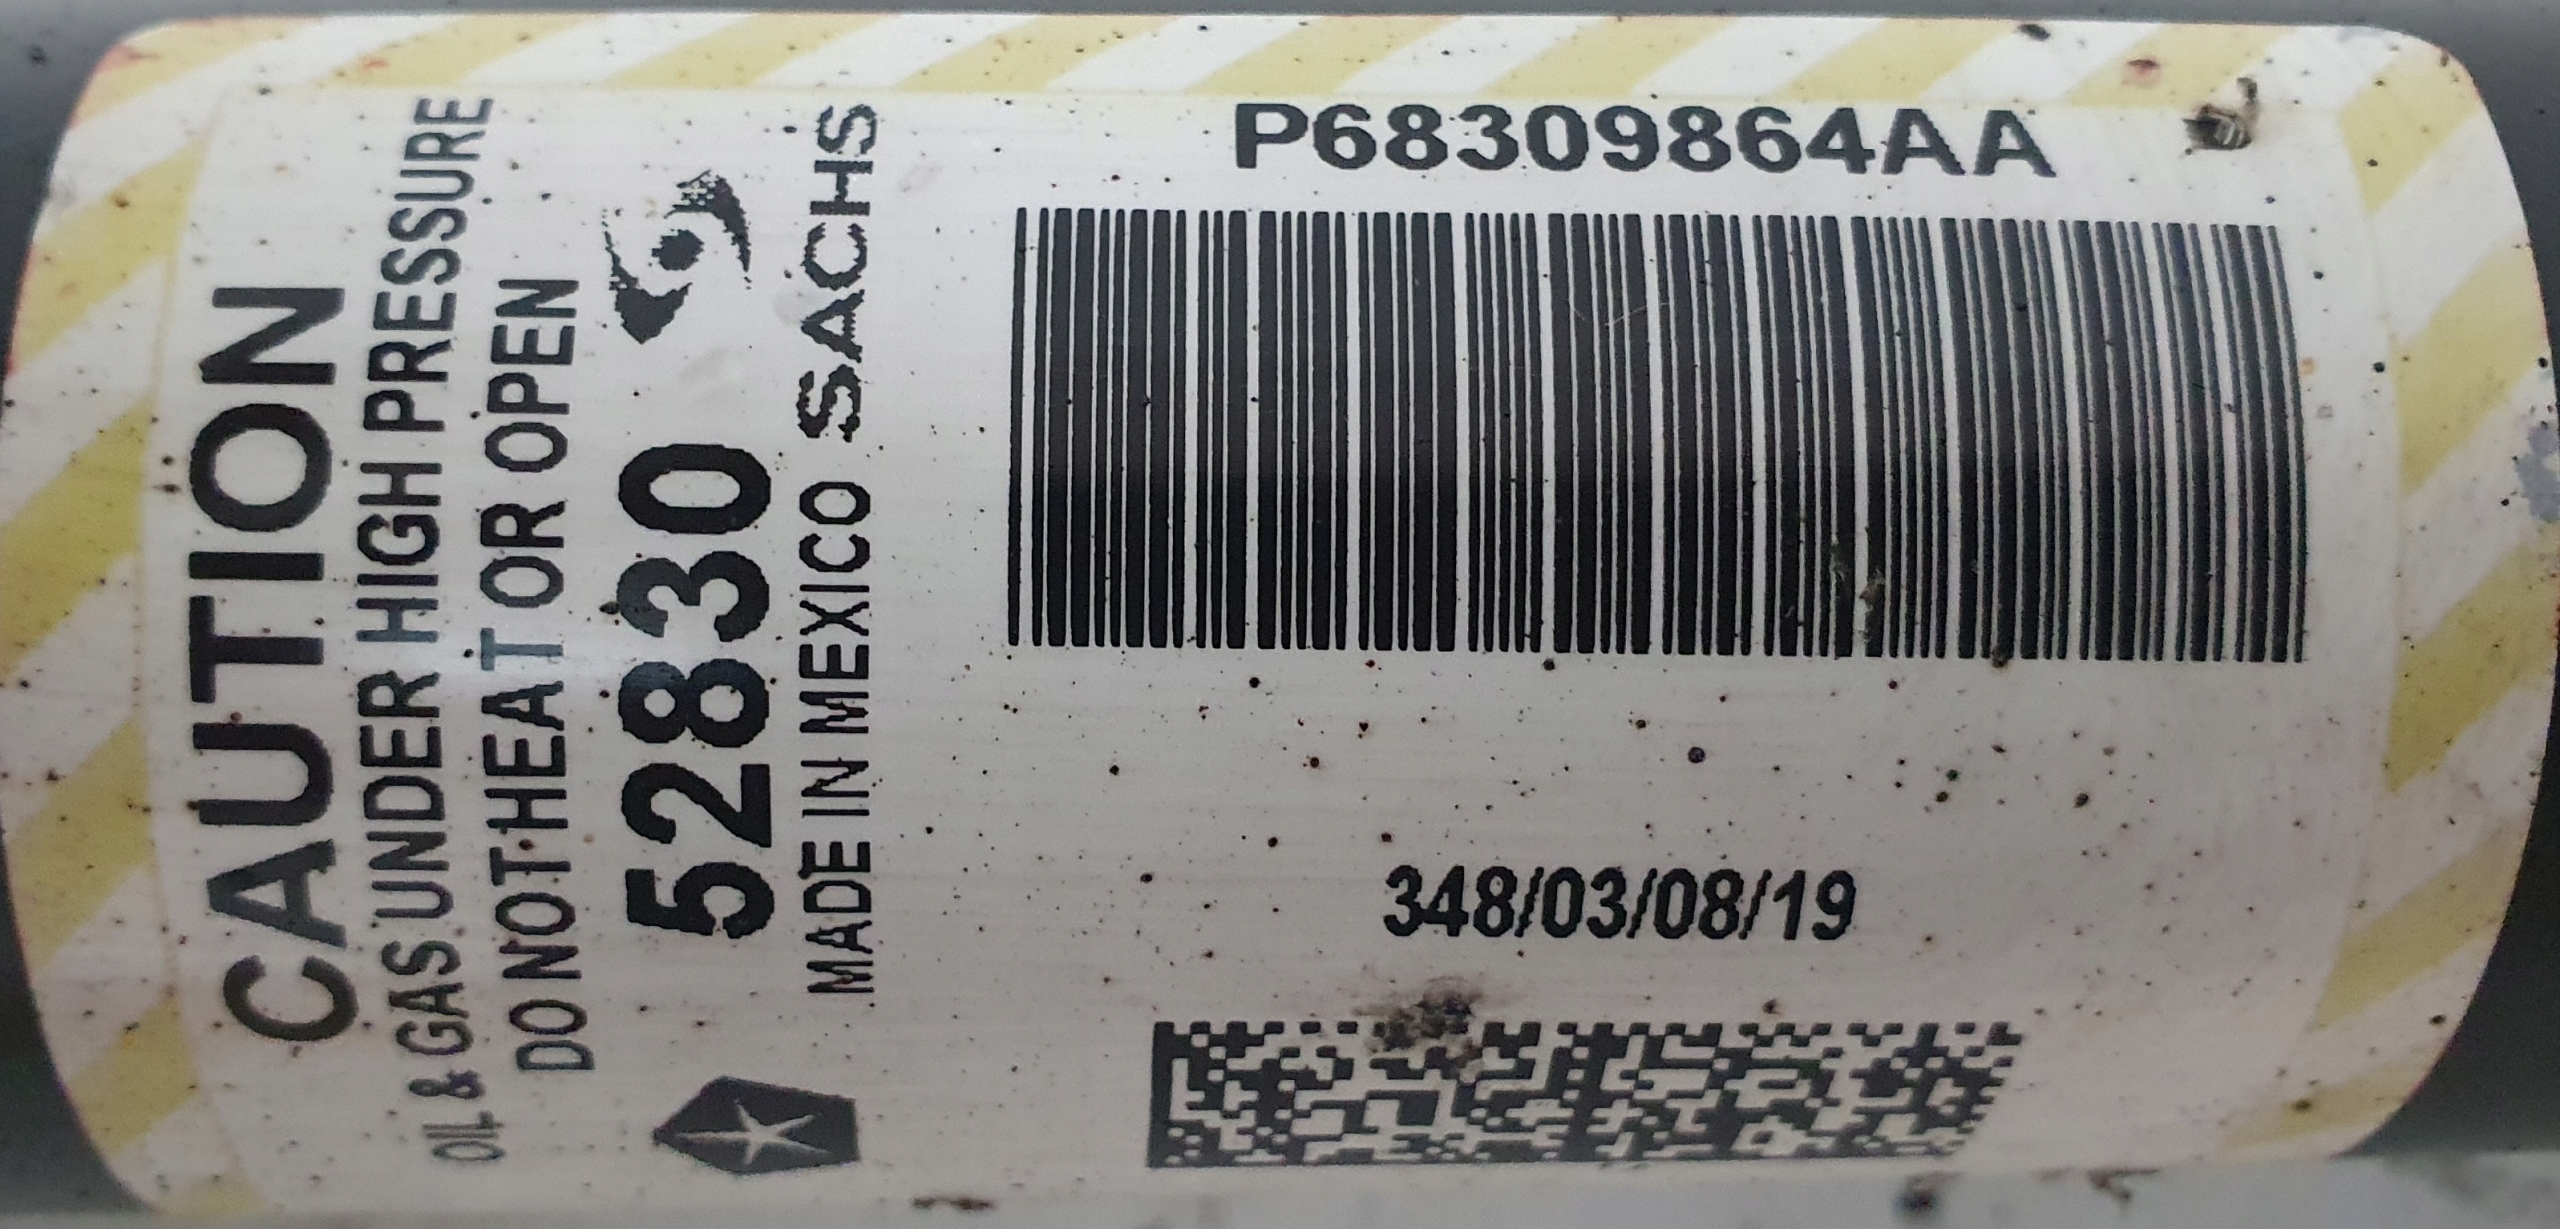 CAUTION
OIL & GAS UNDER HIGH PRESSURE
DO NOT HEAT OR OPEN
52830
MADE IN MEXICO SACHS
P68309864AA
348/03/08/19